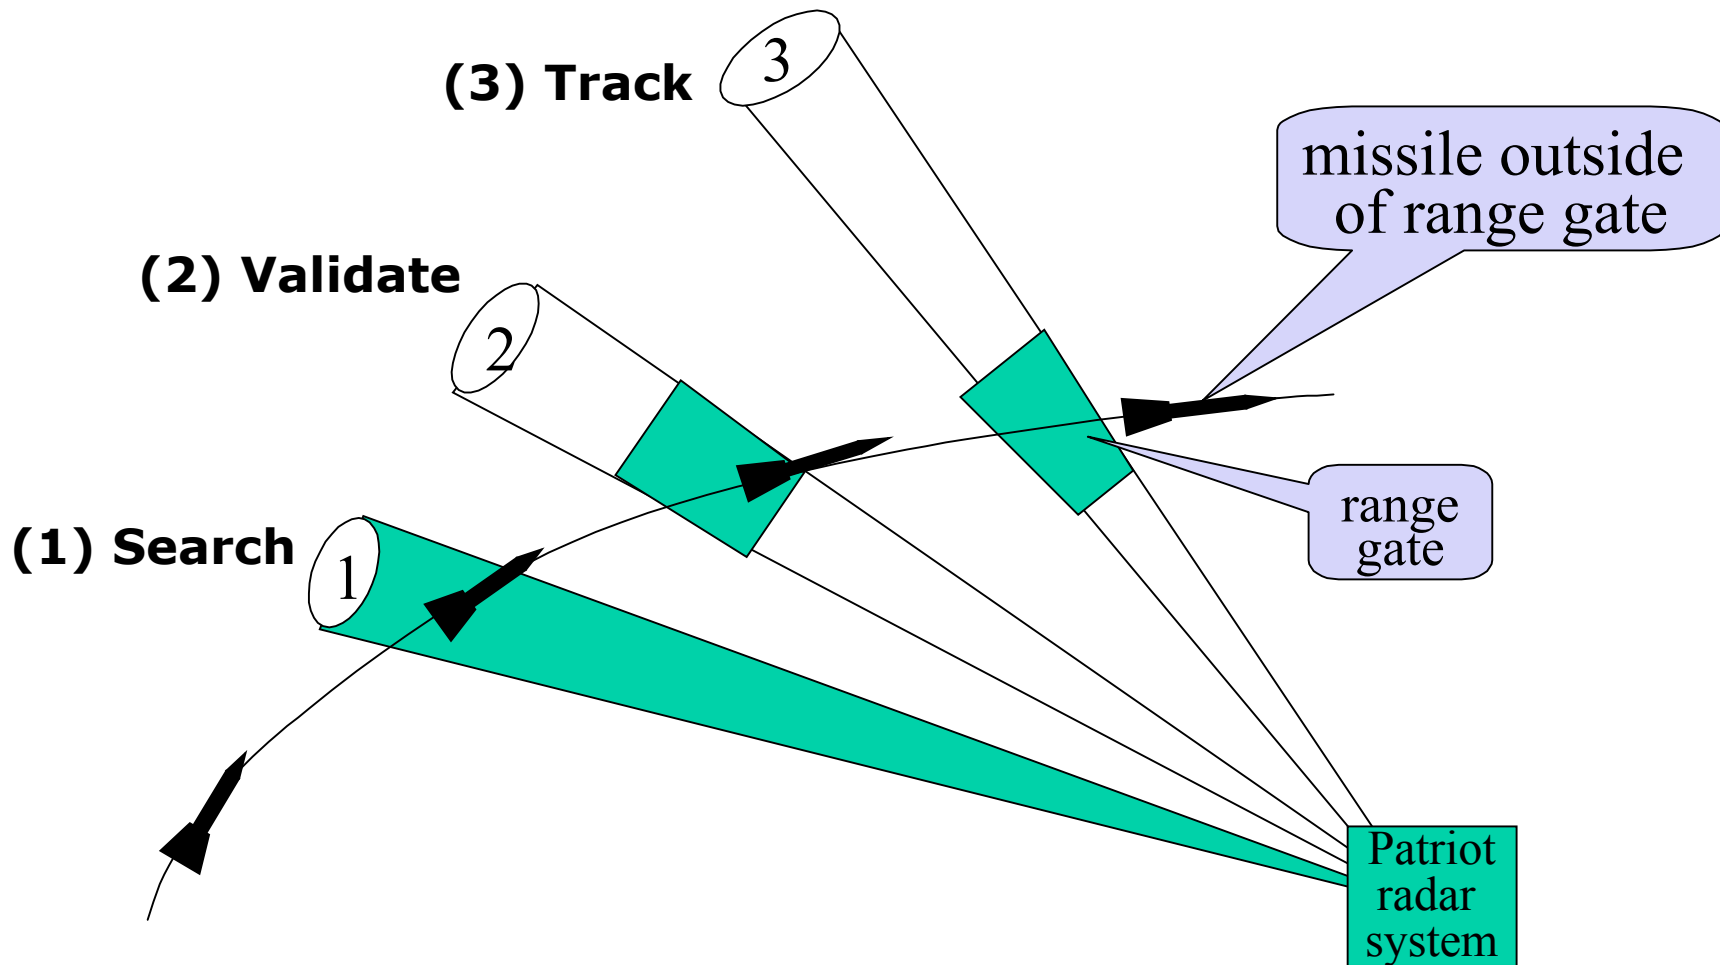 (3) Track
3
missile outside
of range gate
(2) Validate
2
range
gate
(1) Search
1
Patriot
radar
system